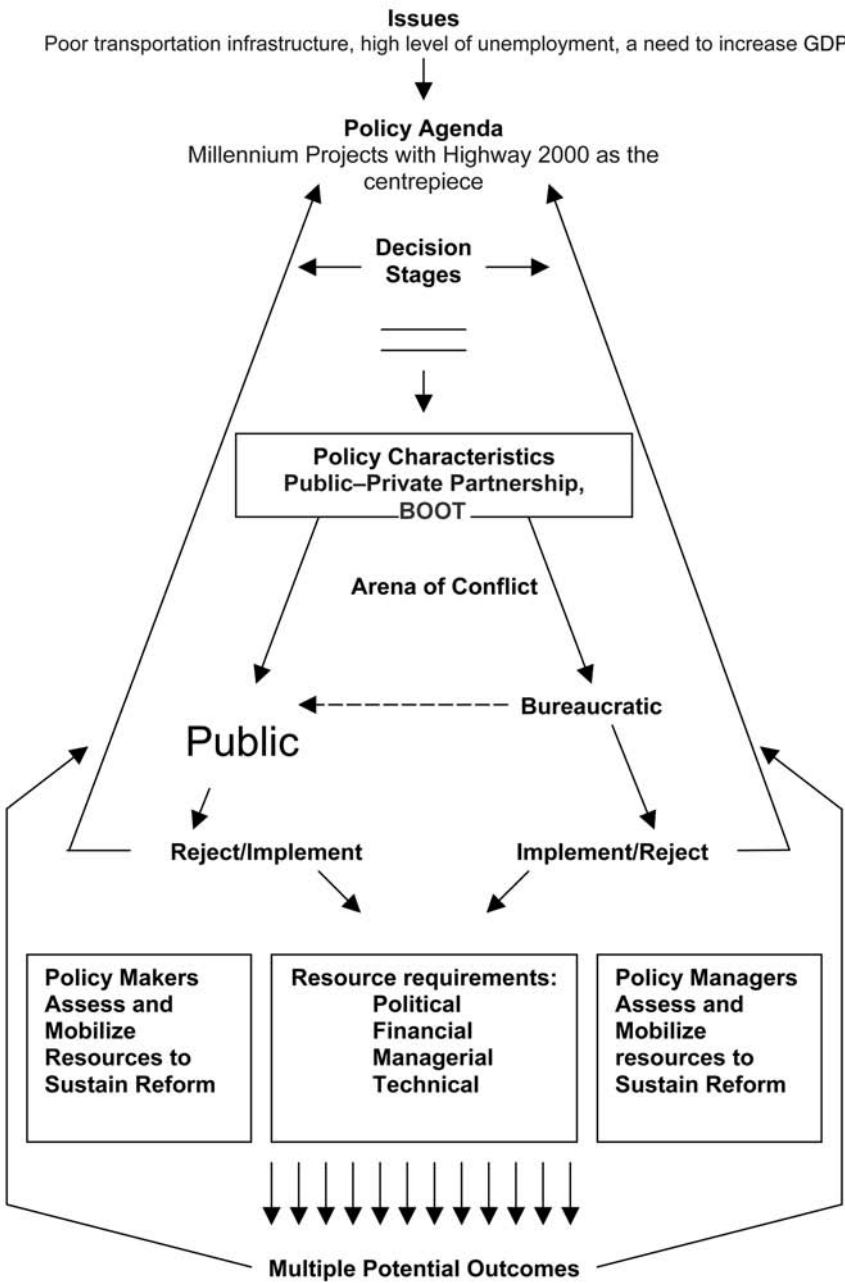 Issues
Poor transportation infrastructure, high level of unemployment, a need to increase GDP
Policy Agenda
Millennium Projects with Highway 2000 as the
centrepiece
Decision
Stages
Policy Characteristics
Public–Private Partnership,
BOOT
Arena of Conflict
Bureaucratic
Public
Reject/Implement
Implement/Reject
Policy Makers
Assess and
Mobilize
Resources to
Sustain Reform
Resource requirements:
Political
Financial
Managerial
Technical
Policy Managers
Assess and
Mobilize
resources to
Sustain Reform
Multiple Potential Outcomes